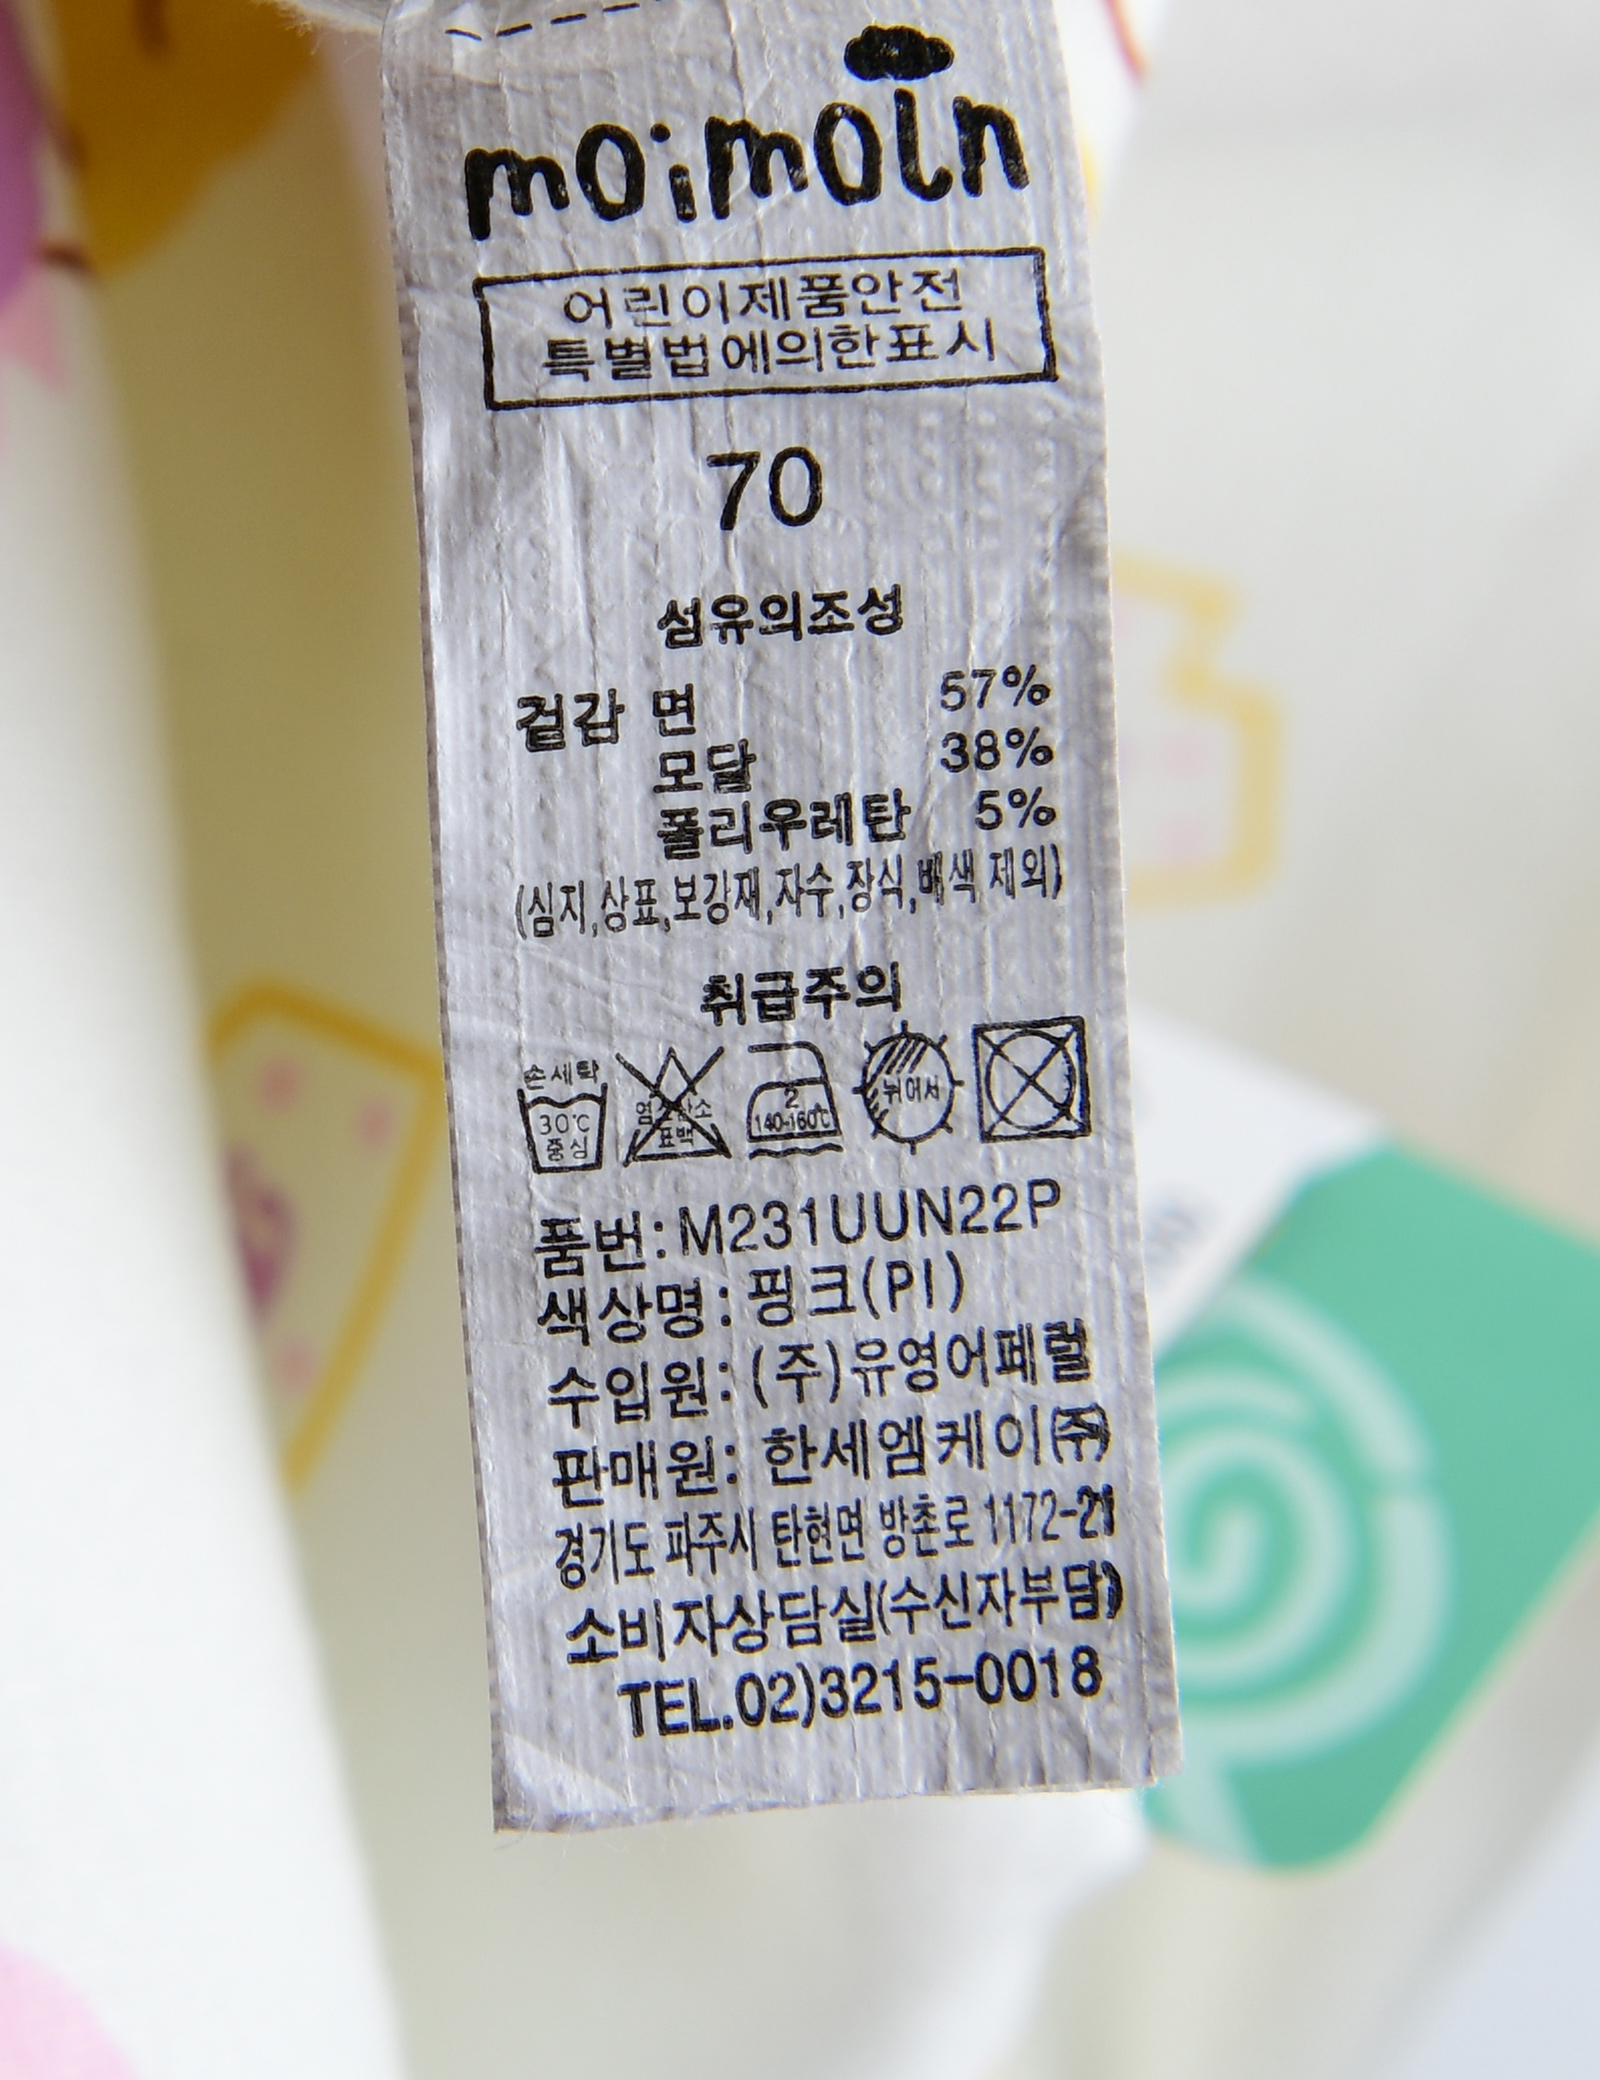 moimoln
어린이제품안전
특별법에의한표시
70
섬유의조성
겉감 면 57%
모달 38%
폴리우레탄 5%
(심지,상표,보강재,자수,장식,배색 제외)
취급주의
손세탁
30℃
중성
염소산소
표백
2
140-160℃
뉘어서
품번: M231UUN22P
색상명: 핑크(PI)
수입원: (주)유영어페럴
판매원: 한세엠케이(주)
경기도 파주시 탄현면 방촌로 1172-21
소비자상담실(수신자부담)
TEL.02)3215-0018